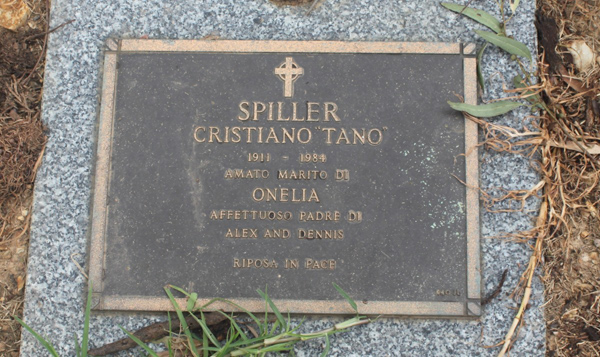 SPILLER
CRISTIANO "TANO"
1911 - 1984
AMATO MARITO DI
ONELIA
AFFETTUOSO PADRE DI
ALEX AND DENNIS
RIPOSA IN PACE